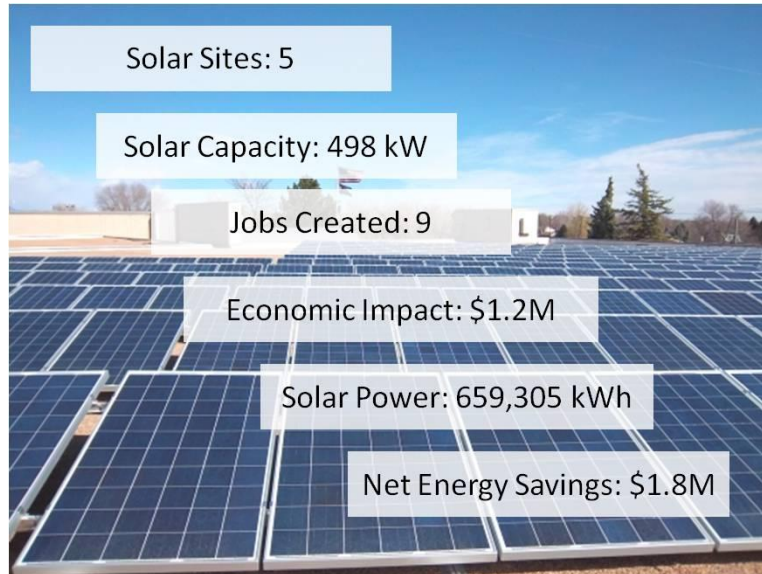 Solar Sites: 5
Solar Capacity: 498 kW
Jobs Created: 9
Economic Impact: $1.2M
Solar Power: 659,305 kWh
Net Energy Savings: $1.8M